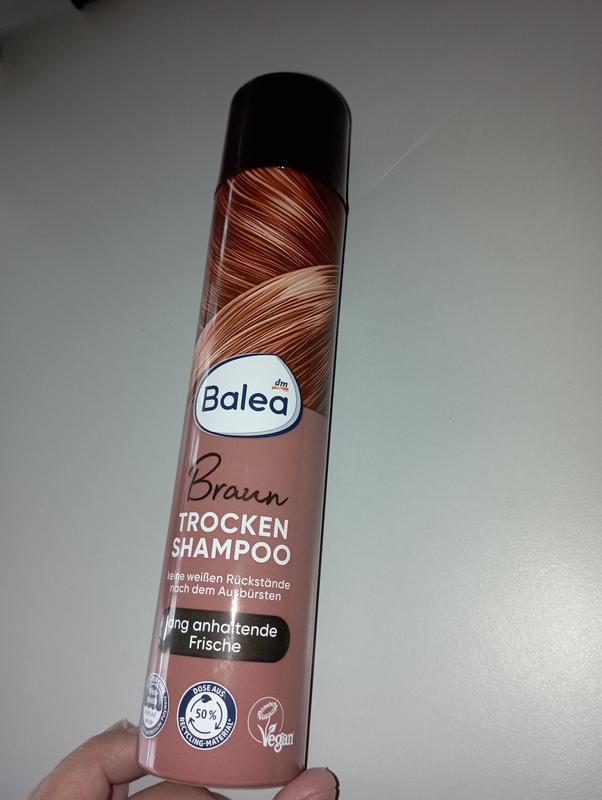 dm
Balea
Braun
TROCKEN
SHAMPOO
keine weißen Rückstände
nach dem Ausbürsten
lang anhaltende
Frische
DOSE AUS
50%
RECYCLING-MATERIAL*
Vegan